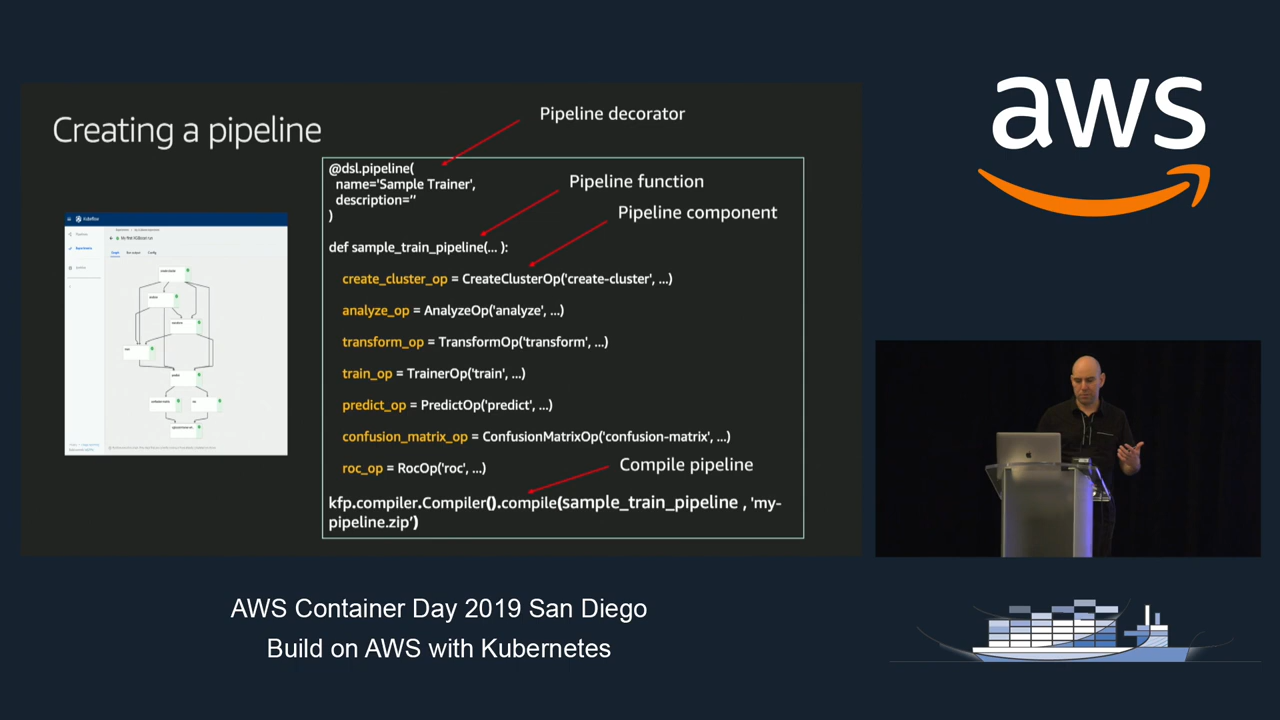 aws
Creating a pipeline
Pipeline decorator
@dsl.pipeline(
name='Sample Trainer',
description=''
)
Pipeline function
Pipeline component
def sample_train_pipeline(... ):
create_cluster_op = CreateClusterOp('create-cluster', ...)
analyze_op = AnalyzeOp('analyze', ...)
transform_op = TransformOp('transform', ...)
train_op = TrainerOp('train', ...)
predict_op = PredictOp('predict', ...)
confusion_matrix_op = ConfusionMatrixOp('confusion-matrix', ...)
roc_op = RocOp('roc', ...)
Compile pipeline
kfp.compiler.Compiler().compile(sample_train_pipeline , 'my-
pipeline.zip’)
Kubeflow
AWS Container Day 2019 San Diego
Build on AWS with Kubernetes